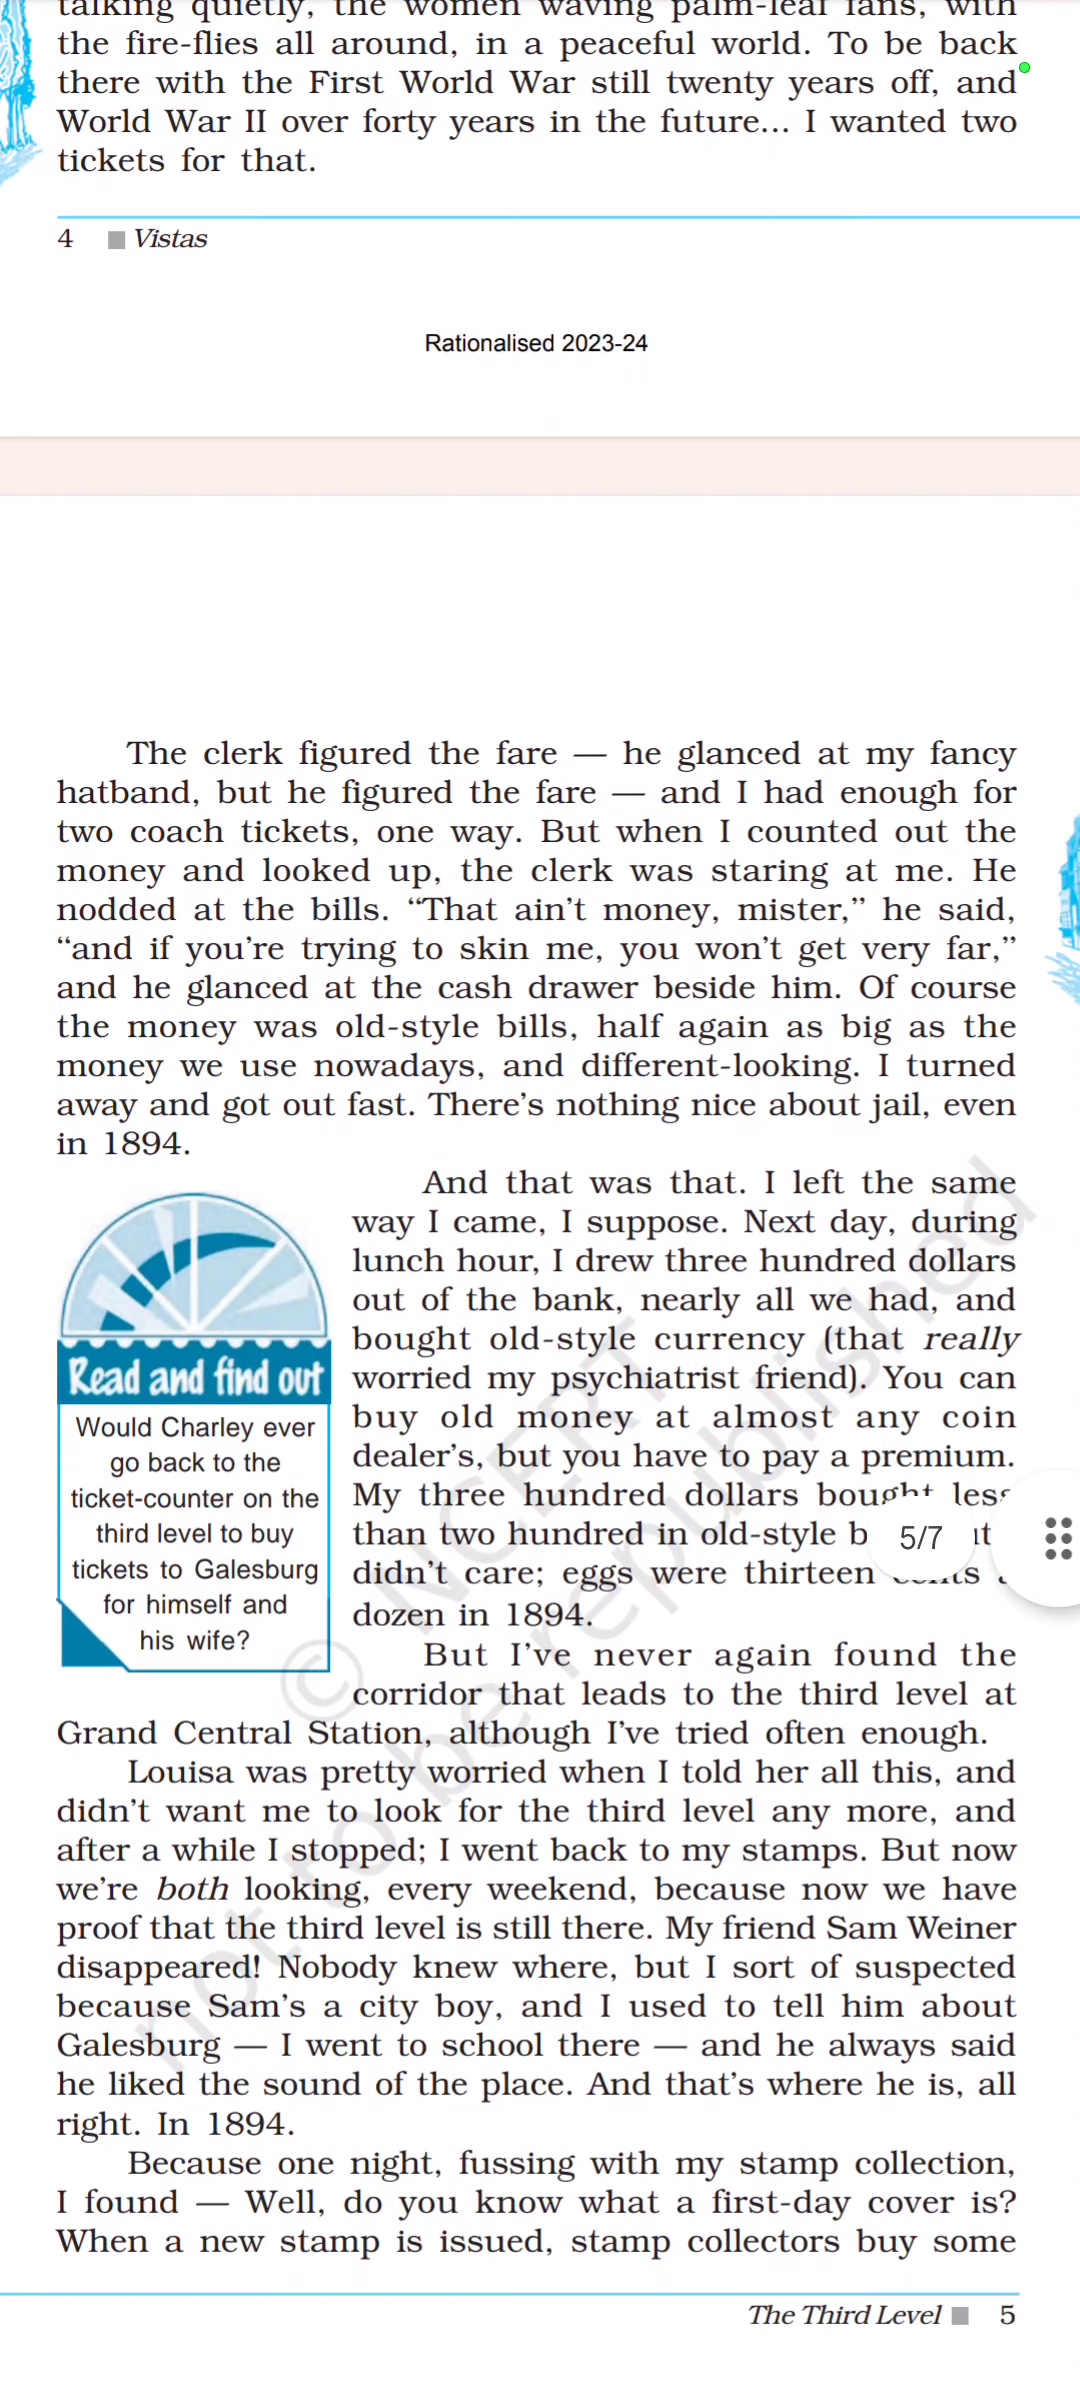 talking quietly, the women waving palm-leaf fans, with
the fire-flies all around, in a peaceful world. To be back
there with the First World War still twenty years off, and
World War II over forty years in the future... I wanted two
tickets for that.
4 Vistas
Rationalised 2023-24
The clerk figured the fare — he glanced at my fancy
hatband, but he figured the fare — and I had enough for
two coach tickets, one way. But when I counted out the
money and looked up, the clerk was staring at me. He
nodded at the bills. “That ain’t money, mister,” he said,
“and if you’re trying to skin me, you won’t get very far,”
and he glanced at the cash drawer beside him. Of course
the money was old-style bills, half again as big as the
money we use nowadays, and different-looking. I turned
away and got out fast. There’s nothing nice about jail, even
in 1894.
And that was that. I left the same
way I came, I suppose. Next day, during
lunch hour, I drew three hundred dollars
out of the bank, nearly all we had, and
bought old-style currency (that really
worried my psychiatrist friend). You can
buy old money at almost any coin
dealer’s, but you have to pay a premium.
My three hundred dollars bought less
than two hundred in old-style
didn’t care; eggs were thirteen cents a
dozen in 1894.
Read and find out
Would Charley ever
go back to the
ticket-counter on the
third level to buy
tickets to Galesburg
for himself and
his wife?
5/7
But I’ve never again found the
corridor that leads to the third level at
Grand Central Station, although I’ve tried often enough.
Louisa was pretty worried when I told her all this, and
didn’t want me to look for the third level any more, and
after a while I stopped; I went back to my stamps. But now
we’re both looking, every weekend, because now we have
proof that the third level is still there. My friend Sam Weiner
disappeared! Nobody knew where, but I sort of suspected
because Sam’s a city boy, and I used to tell him about
Galesburg — I went to school there — and he always said
he liked the sound of the place. And that’s where he is, all
right. In 1894.
Because one night, fussing with my stamp collection,
I found — Well, do you know what a first-day cover is?
When a new stamp is issued, stamp collectors buy some
The Third Level 5
© NCERT
not to be republished